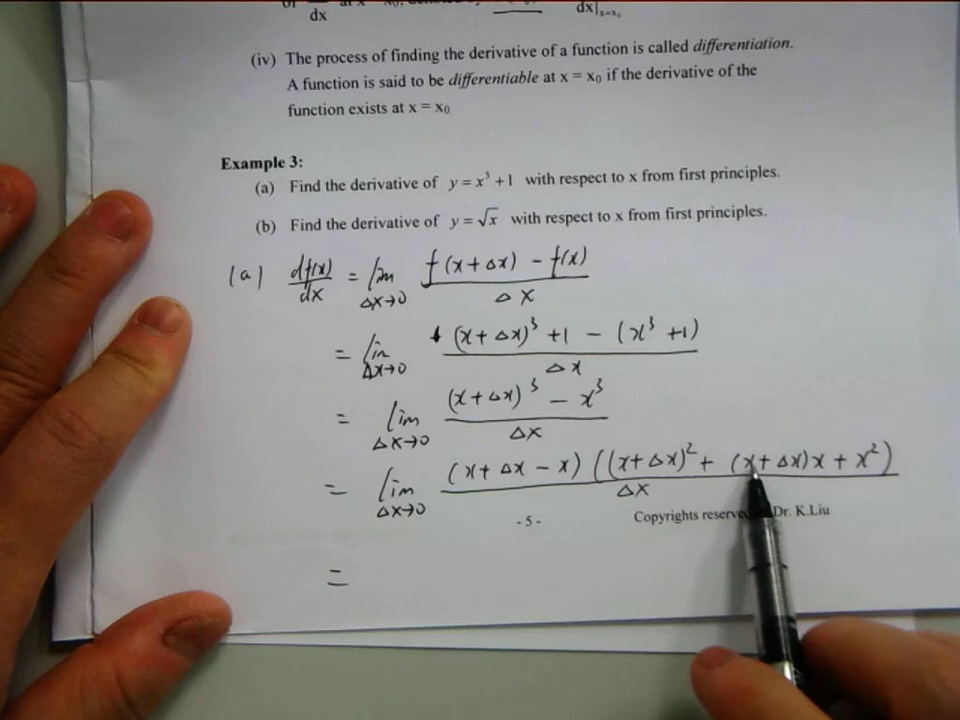 dx
dx|ₓ₌ₓ₀
(iv) The process of finding the derivative of a function is called differentiation.
A function is said to be differentiable at x = x₀ if the derivative of the
function exists at x = x₀
Example 3:
(a) Find the derivative of y = x³ + 1 with respect to x from first principles.
(b) Find the derivative of y = √x with respect to x from first principles.
(a) df(x)/dx = lim Δx→0 f(x+Δx) - f(x) / Δx
= lim Δx→0 (x+Δx)³ +1 - (x³ +1) / Δx
= lim Δx→0 (x+Δx)³ - x³ / Δx
= lim Δx→0 (x+Δx-x) ((x+Δx)² + (x+Δx)x + x²) / Δx
- 5 -
Copyrights reserve Dr. K.Liu
=